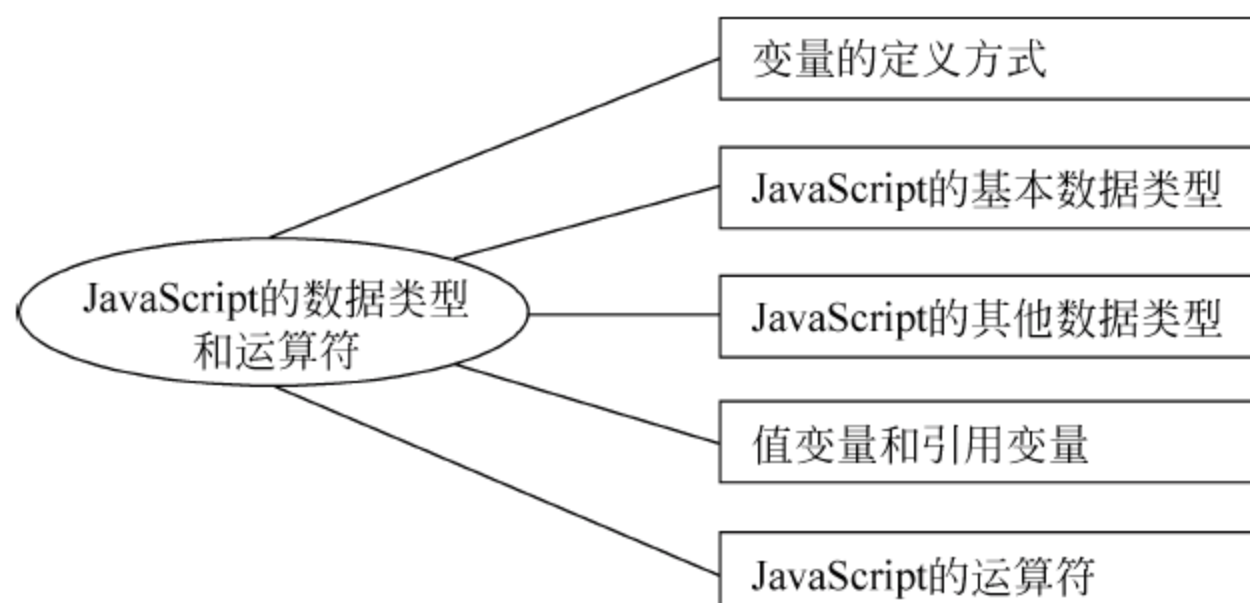 变量的定义方式
JavaScript的基本数据类型
JavaScript的数据类型
和运算符
JavaScript的其他数据类型
值变量和引用变量
JavaScript的运算符